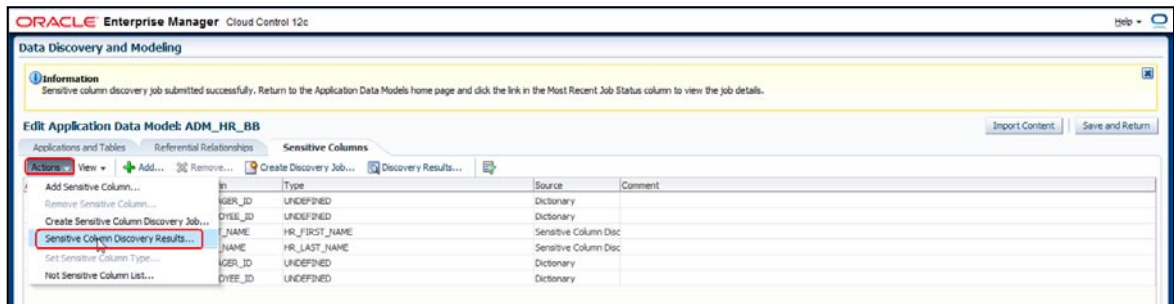 ORACLE Enterprise Manager Cloud Control 12c
Help
Data Discovery and Modeling
Information
Sensitive column discovery job submitted successfully. Return to the Application Data Models home page and click the link in the Most Recent Job Status column to view the job details.
Edit Application Data Model: ADM_HR_BB
Import Content Save and Return
Applications and Tables Referential Relationships Sensitive Columns
Actions View Add... Remove... Create Discovery Job... Discovery Results...
Type Source Comment
Add Sensitive Column...
AGER_ID UNDEFINED Dictionary
Remove Sensitive Column...
OYEE_ID UNDEFINED Dictionary
Create Sensitive Column Discovery Job...
T_NAME HR_FIRST_NAME Sensitive Column Disc
Sensitive Column Discovery Results...
NAME HR_LAST_NAME Sensitive Column Disc
Set Sensitive Column Type...
AGER_ID UNDEFINED Dictionary
Not Sensitive Column List...
OYEE_ID UNDEFINED Dictionary